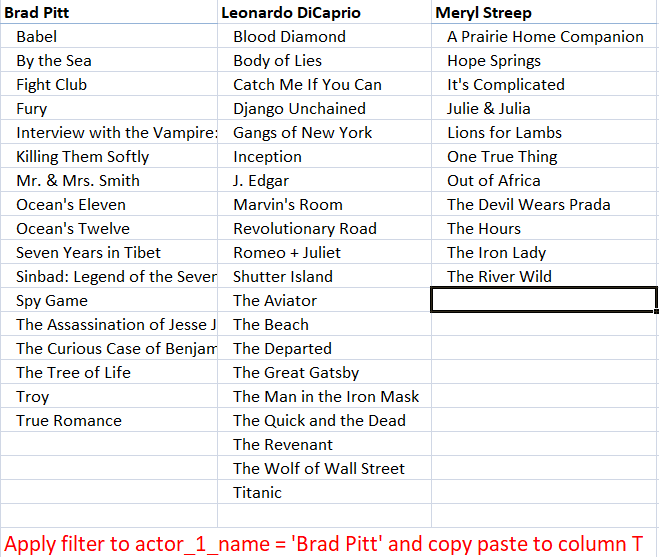 Brad Pitt Leonardo DiCaprio Meryl Streep
Babel Blood Diamond A Prairie Home Companion
By the Sea Body of Lies Hope Springs
Fight Club Catch Me If You Can It's Complicated
Fury Django Unchained Julie & Julia
Interview with the Vampire: Gangs of New York Lions for Lambs
Killing Them Softly Inception One True Thing
Mr. & Mrs. Smith J. Edgar Out of Africa
Ocean's Eleven Marvin's Room The Devil Wears Prada
Ocean's Twelve Revolutionary Road The Hours
Seven Years in Tibet Romeo + Juliet The Iron Lady
Sinbad: Legend of the Sever Shutter Island The River Wild
Spy Game The Aviator
The Assassination of Jesse J The Beach
The Curious Case of Benjam The Departed
The Tree of Life The Great Gatsby
Troy The Man in the Iron Mask
True Romance The Quick and the Dead
The Revenant
The Wolf of Wall Street
Titanic
Apply filter to actor_1_name = 'Brad Pitt' and copy paste to column T